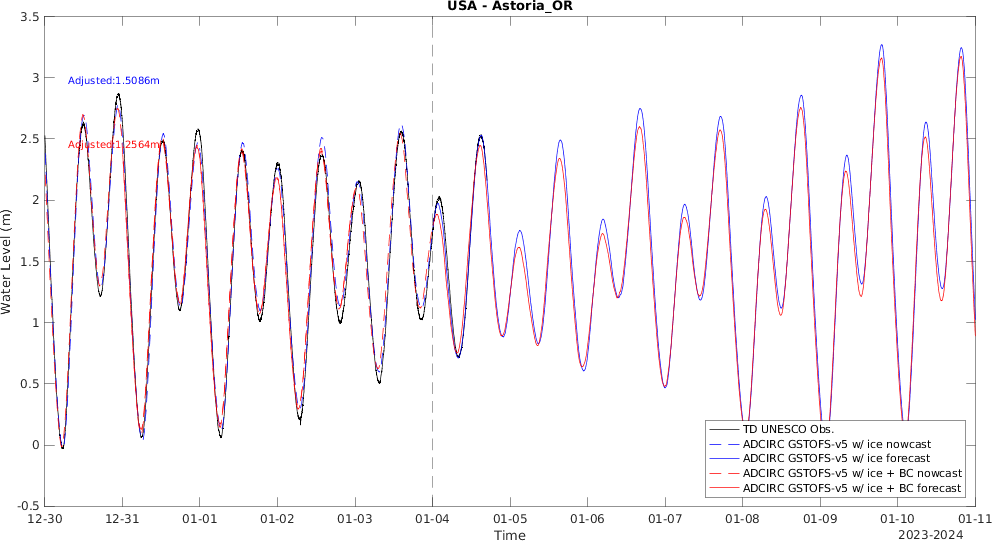 USA - Astoria_OR
3.5
3
2.5
2
1.5
1
0.5
0
-0.5
Water Level (m)
Adjusted:1.5086m
Adjusted:1.2564m
TD UNESCO Obs.
ADCIRC GSTOFS-v5 w/ ice nowcast
ADCIRC GSTOFS-v5 w/ ice forecast
ADCIRC GSTOFS-v5 w/ ice + BC nowcast
ADCIRC GSTOFS-v5 w/ ice + BC forecast
12-30 12-31 01-01 01-02 01-03 01-04 01-05 01-06 01-07 01-08 01-09 01-10 01-11
Time
2023-2024